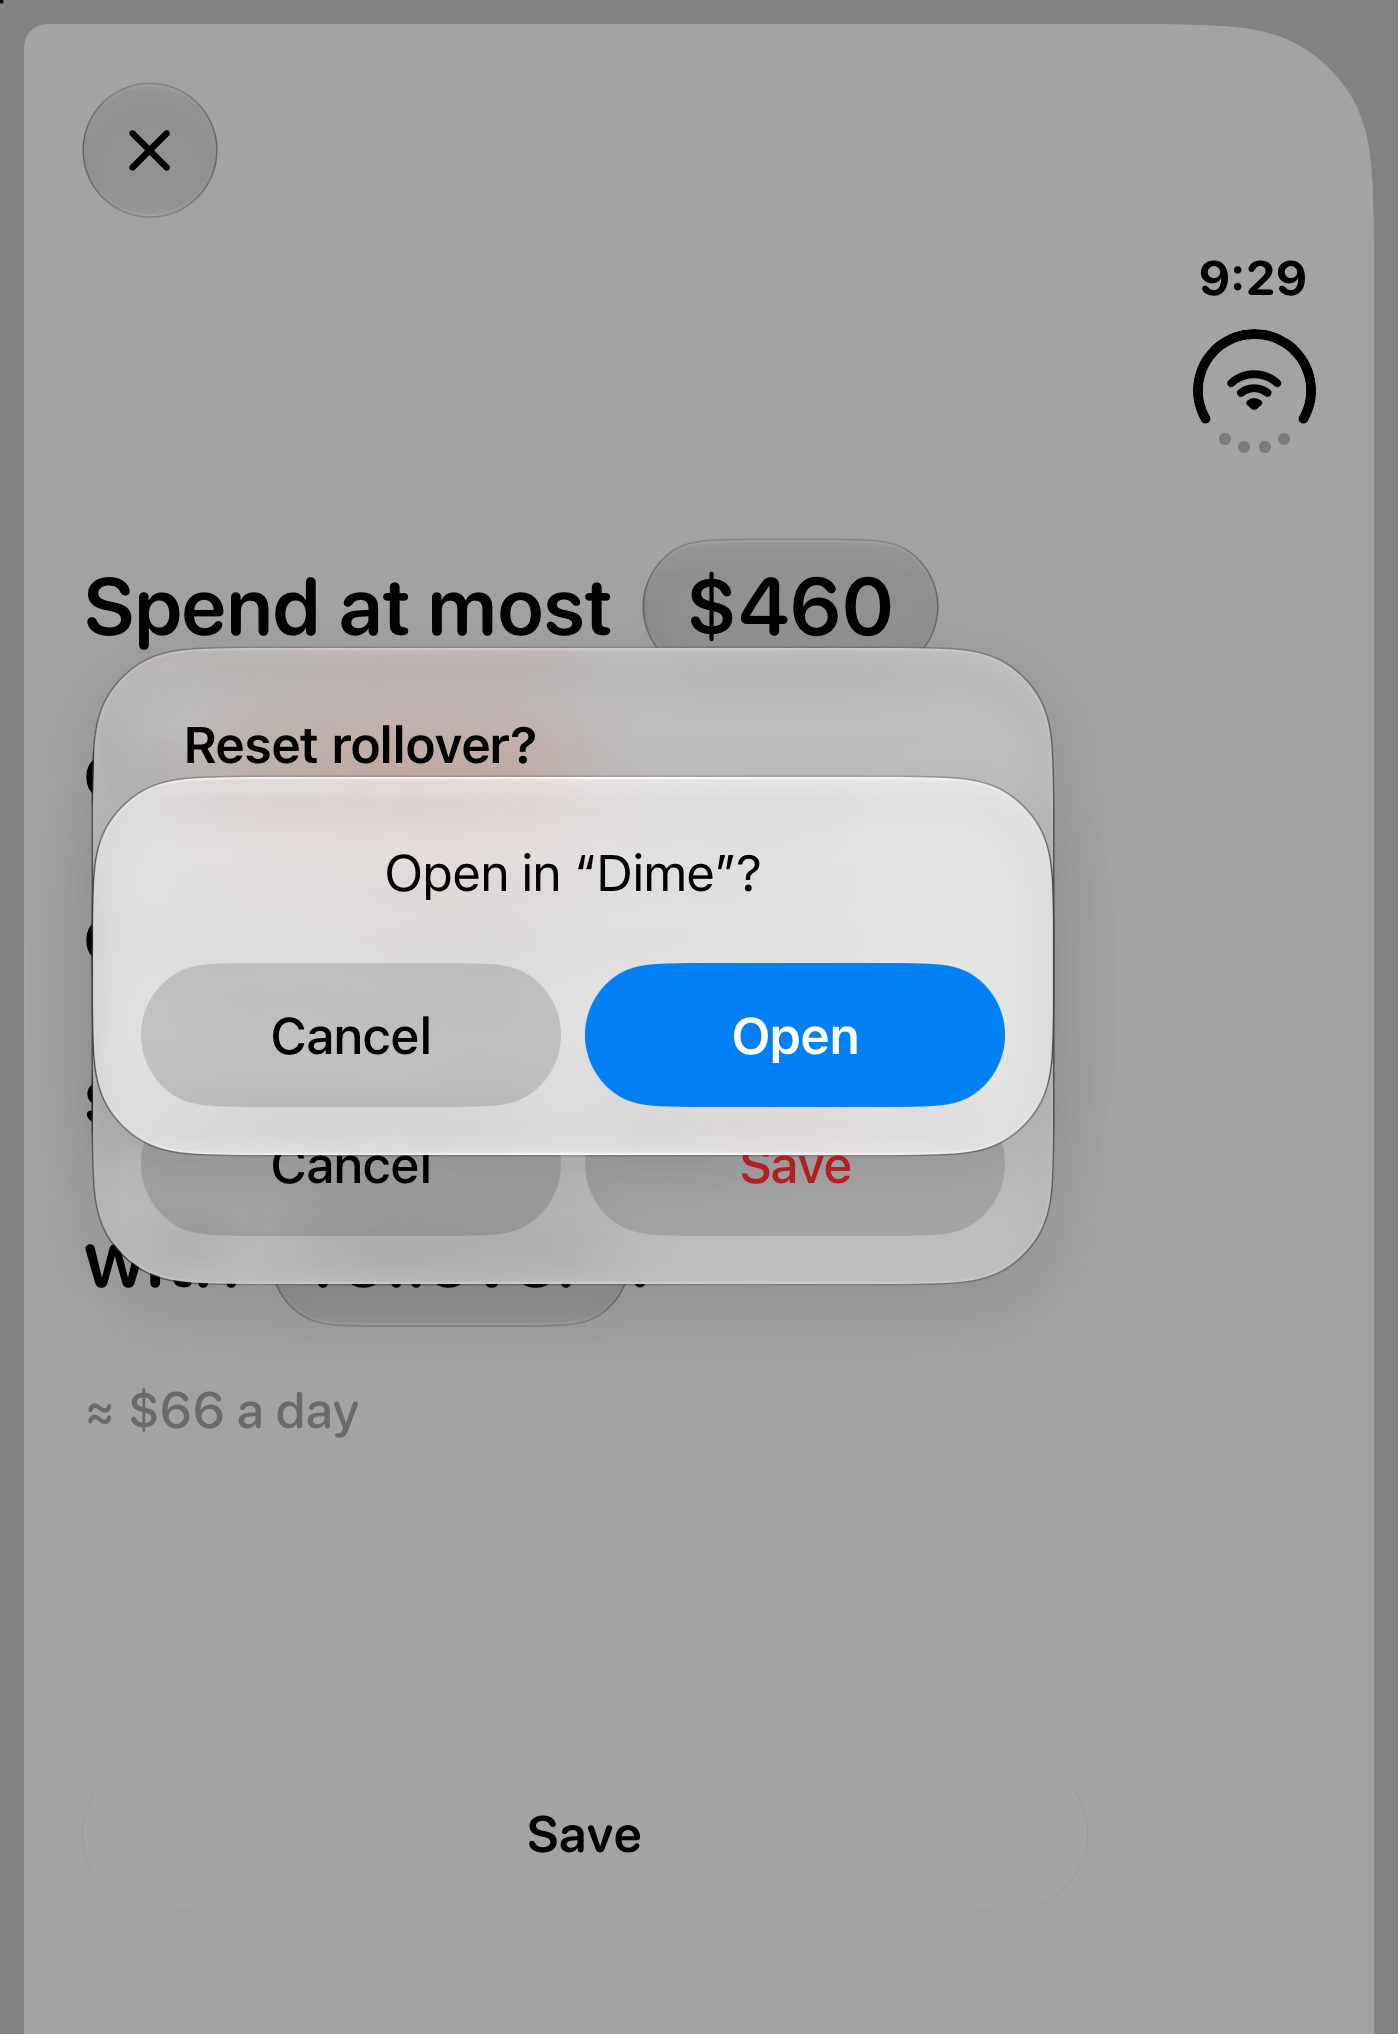 9:29
Spend at most $460
Reset rollover?
Open in “Dime”?
Cancel Open
Cancel Save
≈ $66 a day
Save